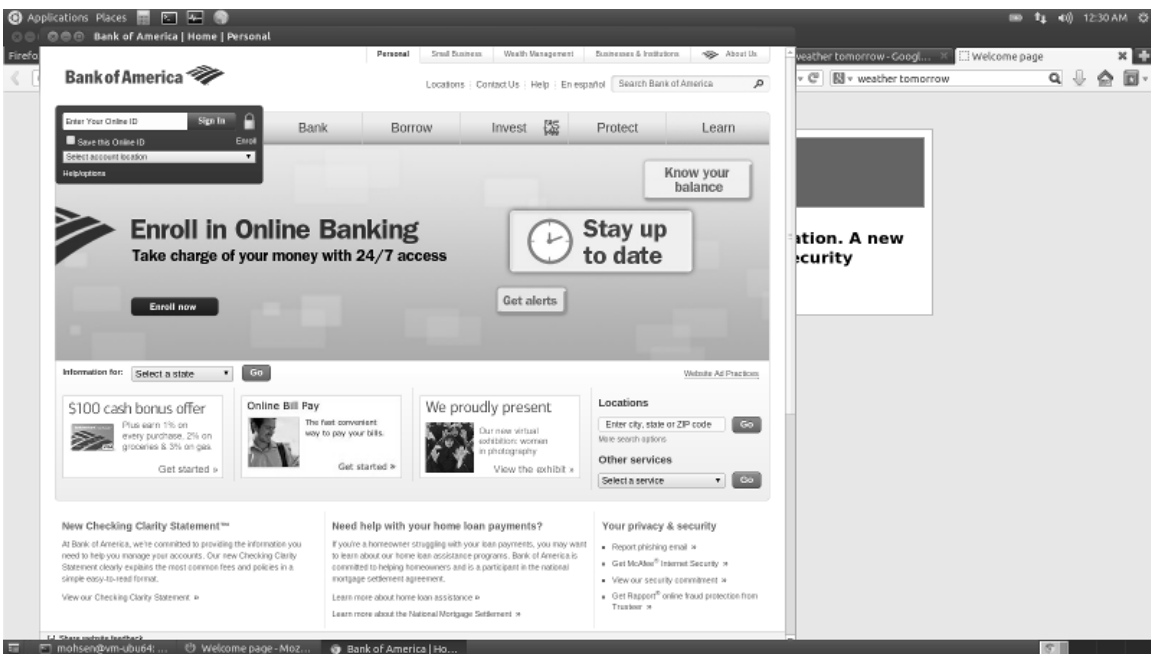 Applications Places
12:30 AM
Bank of America | Home | Personal
Firefo
weather tomorrow - Googl...
Welcome page
weather tomorrow
Personal
Small Business
Wealth Management
Businesses & Institutions
About Us
Bank of America
Locations
Contact Us
Help
En español
Search Bank of America
Enter Your Online ID
Sign In
Save this Online ID
Enroll
Select account location
Help/options
Bank
Borrow
Invest
Protect
Learn
Know your
balance
Enroll in Online Banking
Take charge of your money with 24/7 access
Stay up
to date
Get alerts
Enroll now
ation. A new
ecurity
Information for:
Select a state
Go
Website Ad Practices
$100 cash bonus offer
Plus earn 1% on
every purchase, 2% on
groceries & 3% on gas.
Get started »
Online Bill Pay
The fast convenient
way to pay your bills.
Get started »
We proudly present
Our new virtual
exhibition: women
in photography
View the exhibit »
Locations
Enter city, state or ZIP code
Go
More search options
Other services
Select a service
Go
New Checking Clarity Statement™
At Bank of America, we're committed to providing the information you
need to help you manage your accounts. Our new Checking Clarity
Statement clearly explains the most common fees and policies in a
simple easy-to-read format.
View our Checking Clarity Statement »
Need help with your home loan payments?
If you're a homeowner struggling with your loan payments, you may want
to learn about our home loan assistance programs. Bank of America is
committed to helping homeowners and is a participant in the national
mortgage settlement agreement.
Learn more about home loan assistance »
Learn more about the National Mortgage Settlement »
Your privacy & security
Report phishing email »
Get McAfee® Internet Security »
View our security commitment »
Get Rapport® online fraud protection from
Trusteer »
Share website feedback
mohsen@vm-ubu64: ...
Welcome page - Moz...
Bank of America | Ho...